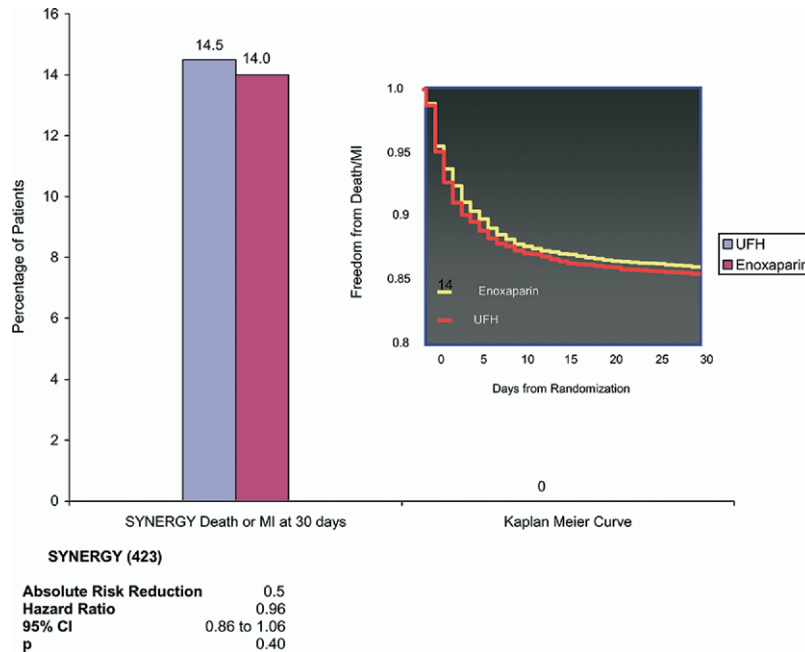 16
14
12
10
8
6
4
2
0
Percentage of Patients
14.5
14.0
1.0
0.95
0.9
0.85
0.8
Freedom from Death/MI
14
Enoxaparin
UFH
0 5 10 15 20 25 30
Days from Randomization
UFH
Enoxaparin
0
SYNERGY Death or MI at 30 days
Kaplan Meier Curve
SYNERGY (423)
Absolute Risk Reduction 0.5
Hazard Ratio 0.96
95% CI 0.86 to 1.06
p 0.40